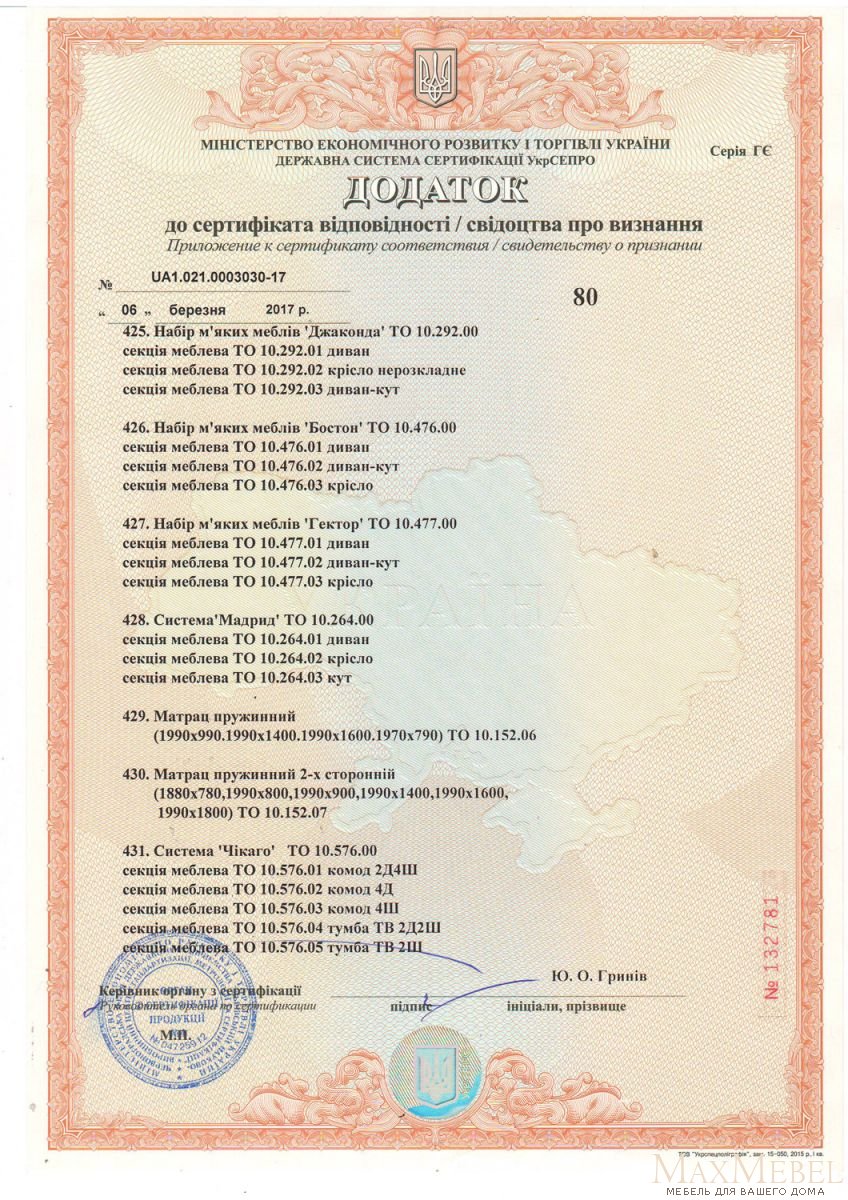 МІНІСТЕРСТВО ЕКОНОМІЧНОГО РОЗВИТКУ І ТОРГІВЛІ УКРАЇНИ
ДЕРЖАВНА СИСТЕМА СЕРТИФІКАЦІЇ УкрСЕПРО
Серія ГЄ
ДОДАТОК
до сертифіката відповідності / свідоцтва про визнання
Приложение к сертификату соответствия / свидетельству о признании
№ UA1.021.0003030-17
80
„ 06 „ березня 2017 р.
425. Набір м'яких меблів 'Джаконда' ТО 10.292.00
секція меблева ТО 10.292.01 диван
секція меблева ТО 10.292.02 крісло нерозкладне
секція меблева ТО 10.292.03 диван-кут
426. Набір м'яких меблів 'Бостон' ТО 10.476.00
секція меблева ТО 10.476.01 диван
секція меблева ТО 10.476.02 диван-кут
секція меблева ТО 10.476.03 крісло
427. Набір м'яких меблів 'Гектор' ТО 10.477.00
секція меблева ТО 10.477.01 диван
секція меблева ТО 10.477.02 диван-кут
секція меблева ТО 10.477.03 крісло
УКРАЇНА
428. Система'Мадрид' ТО 10.264.00
секція меблева ТО 10.264.01 диван
секція меблева ТО 10.264.02 крісло
секція меблева ТО 10.264.03 кут
429. Матрац пружинний
(1990х990.1990х1400.1990х1600.1970х790) ТО 10.152.06
430. Матрац пружинний 2-х сторонній
(1880х780,1990х800,1990х900,1990х1400,1990х1600,
1990х1800) ТО 10.152.07
431. Система 'Чікаго' ТО 10.576.00
секція меблева ТО 10.576.01 комод 2Д4Ш
секція меблева ТО 10.576.02 комод 4Д
секція меблева ТО 10.576.03 комод 4Ш
секція меблева ТО 10.576.04 тумба ТВ 2Д2Ш
секція меблева ТО 10.576.05 тумба ТВ 2Ш
№ 132781
Ю. О. Гринів
Керівник органу з сертифікації
Руководитель органа по сертификации
підпис
ініціали, прізвище
ПРОДУКЦІЇ
М.П.
№ 04725912
ТОВ "Укрспецполіграфія", зам. 15-050, 2015 р., І кв.
MAXMEBEL
МЕБЕЛЬ ДЛЯ ВАШЕГО ДОМА